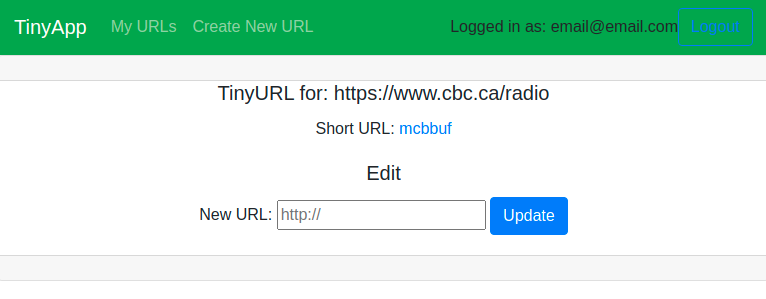 TinyApp My URLs Create New URL Logged in as: email@email.com Logout
TinyURL for: https://www.cbc.ca/radio
Short URL: mcbbuf
Edit
New URL: http:// Update